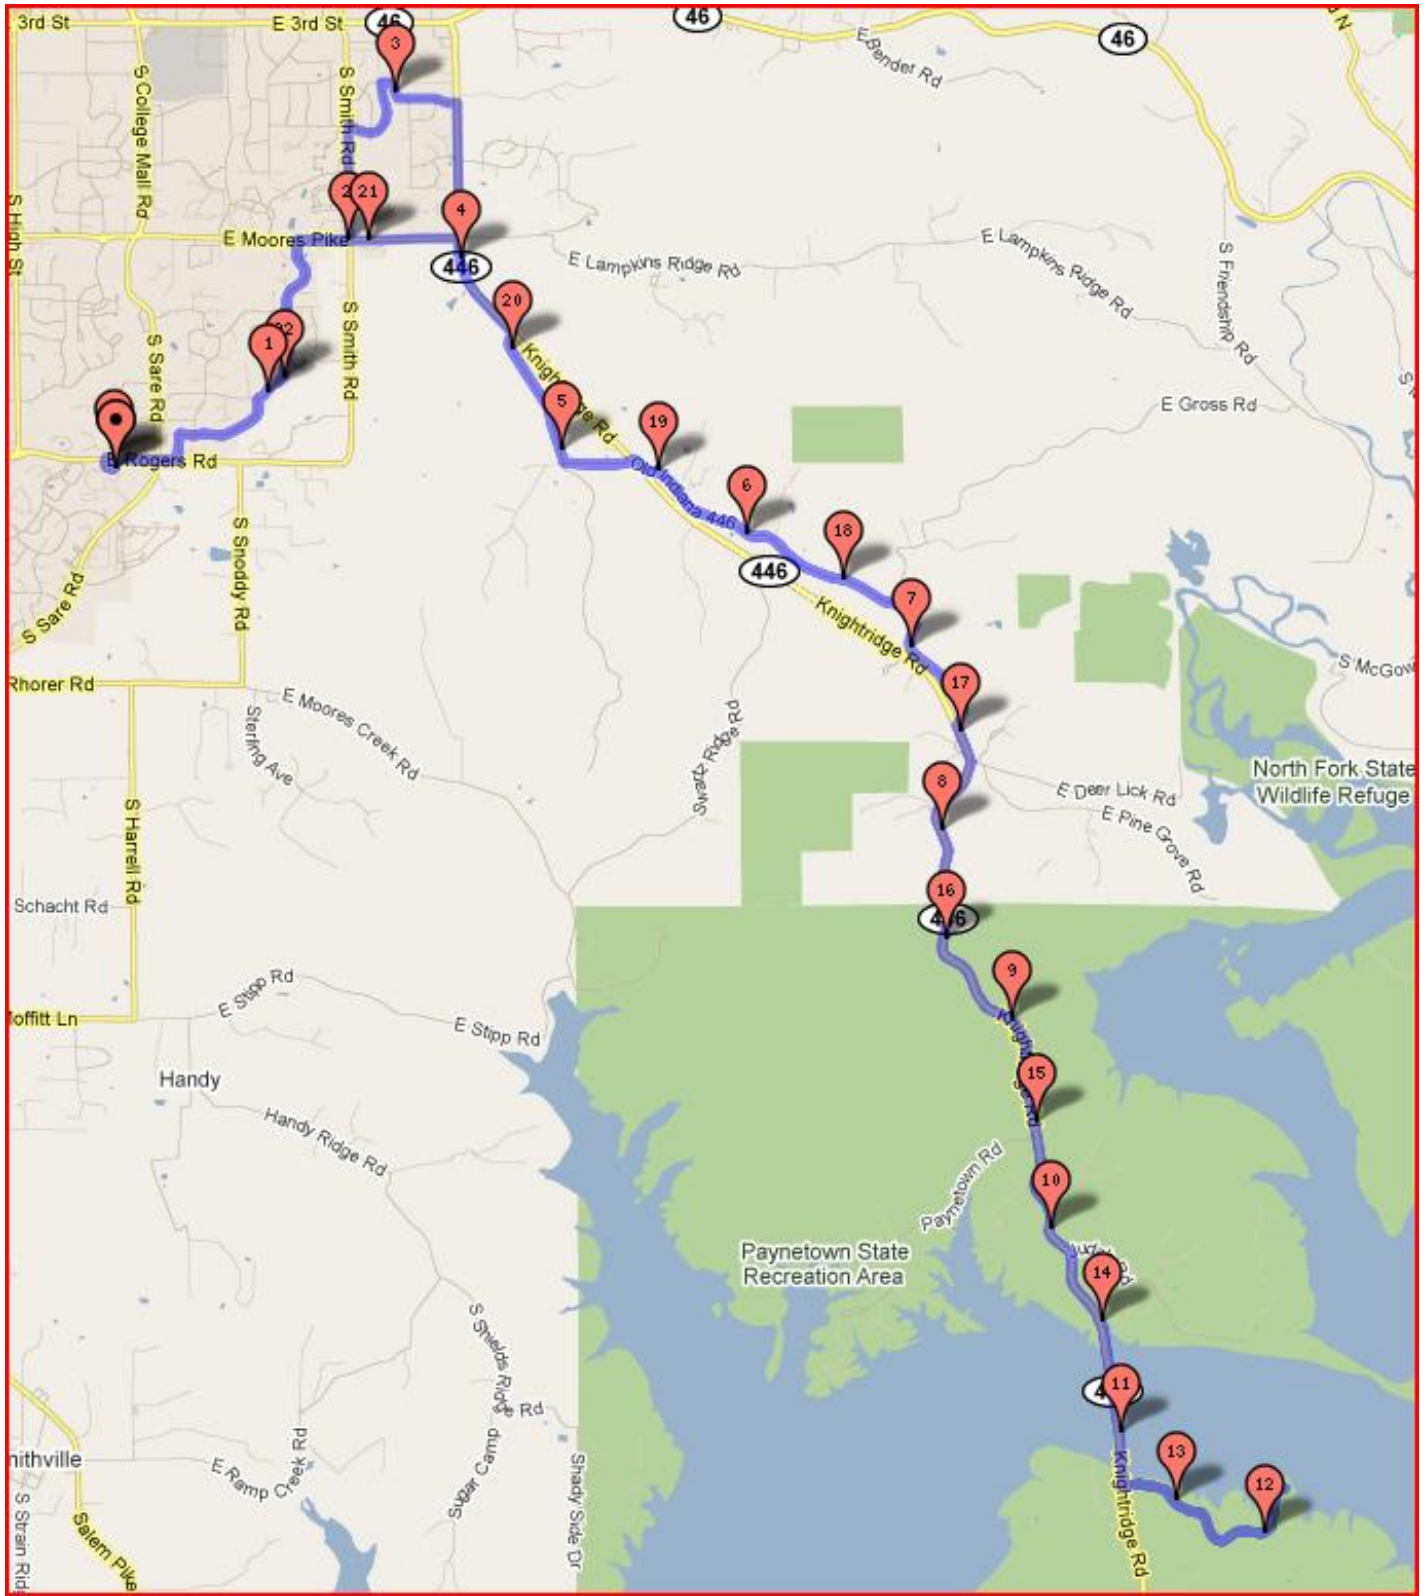 3rd St
E 3rd St
46
46
46
3
E Bender Rd
S College Mall Rd
S Smith Rd
S High St
2
21
4
E Moores Pike
446
E Lampkins Ridge Rd
E Lampkins Ridge Rd
S Friendship Rd
20
1
S Sare Rd
S Smith Rd
5
19
E Gross Rd
E Rogers Rd
Old Indiana 446
6
18
446
S Snoddy Rd
S Sare Rd
7
Knightridge Rd
S McGow
Rhorer Rd
17
E Moores Creek Rd
Sterling Ave
Swartz Ridge Rd
8
North Fork State
Wildlife Refuge
E Deer Lick Rd
E Pine Grove Rd
S Harrell Rd
16
Schacht Rd
9
E Stipp Rd
E Stipp Rd
Moffitt Ln
15
Handy
Handy Ridge Rd
Paynetown Rd
10
Paynetown State
Recreation Area
14
S Shields Ridge Rd
11
13
12
nithville
E Ramp Creek Rd
Sugar Camp
Shady Side Dr
Knightridge Rd
S Strain Rid
Salem Pike